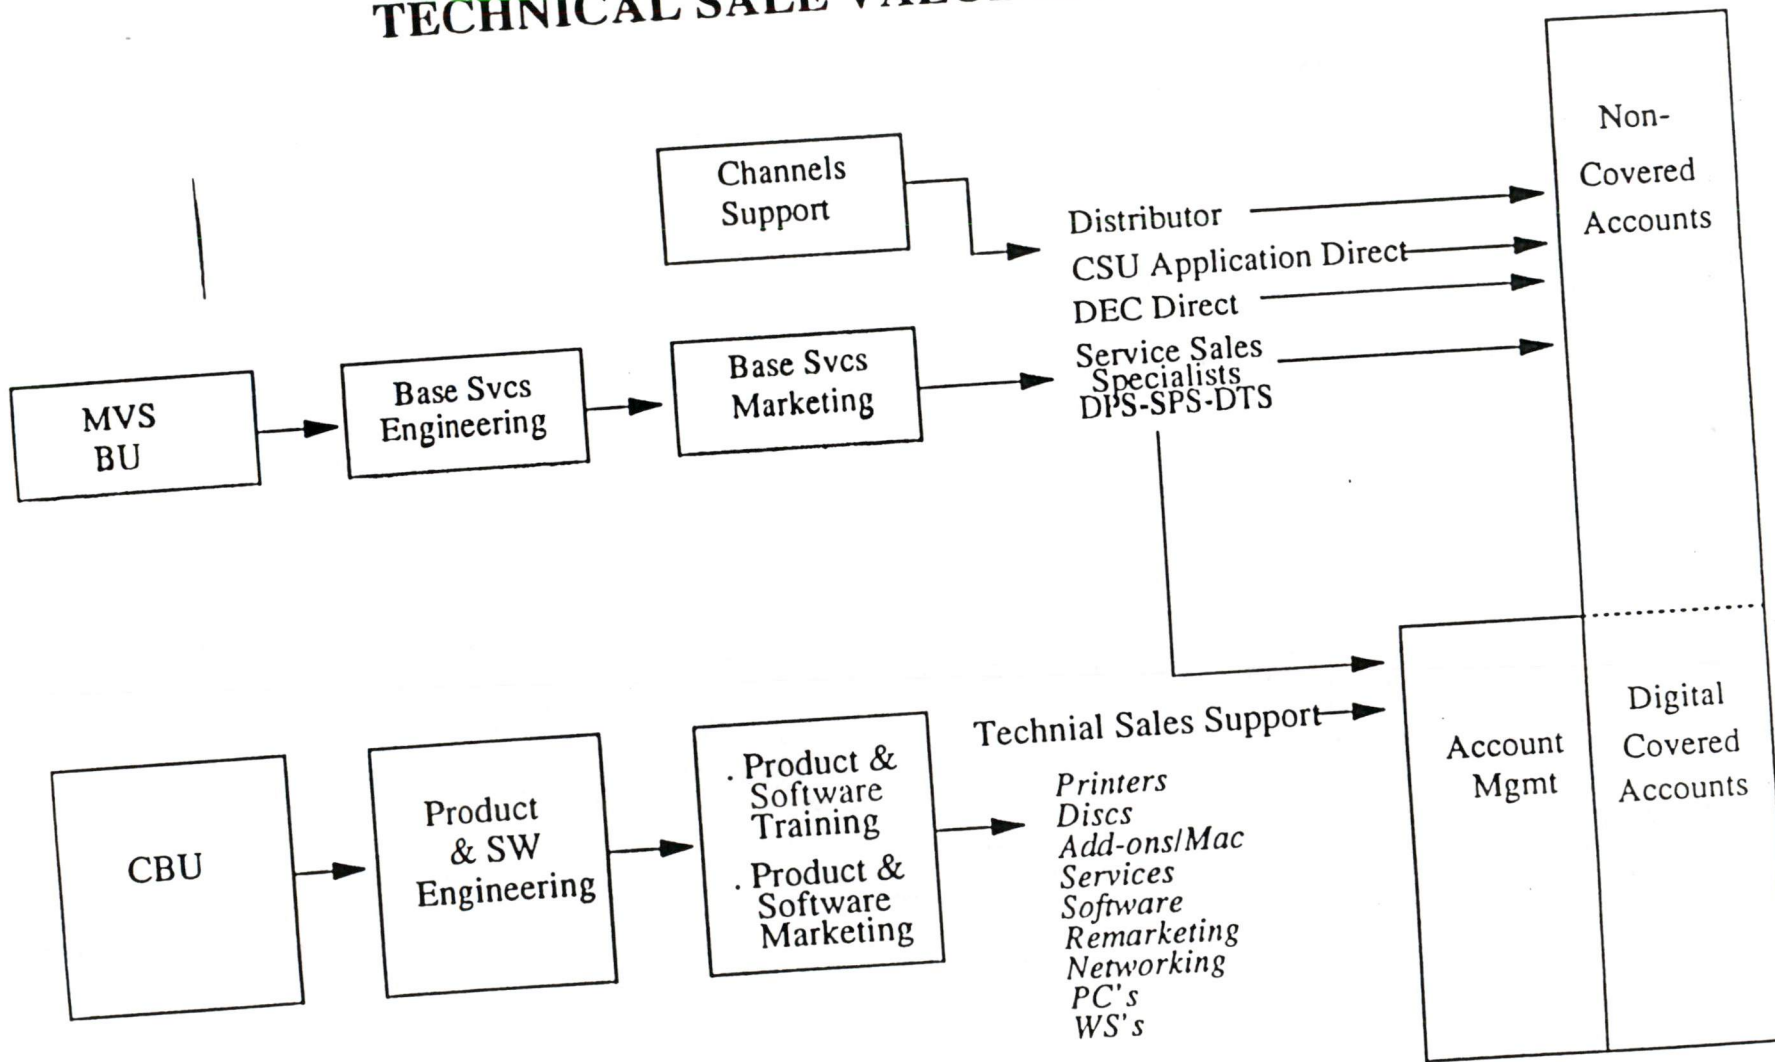 TECHNICAL SALE
Channels
Support
Distributor
CSU Application Direct
DEC Direct
Service Sales
Specialists
DPS-SPS-DTS
Non-
Covered
Accounts
MVS
BU
Base Svcs
Engineering
Base Svcs
Marketing
CBU
Product
& SW
Engineering
. Product &
Software
Training
. Product &
Software
Marketing
Technial Sales Support
Printers
Discs
Add-ons/Mac
Services
Software
Remarketing
Networking
PC's
WS's
Account
Mgmt
Digital
Covered
Accounts